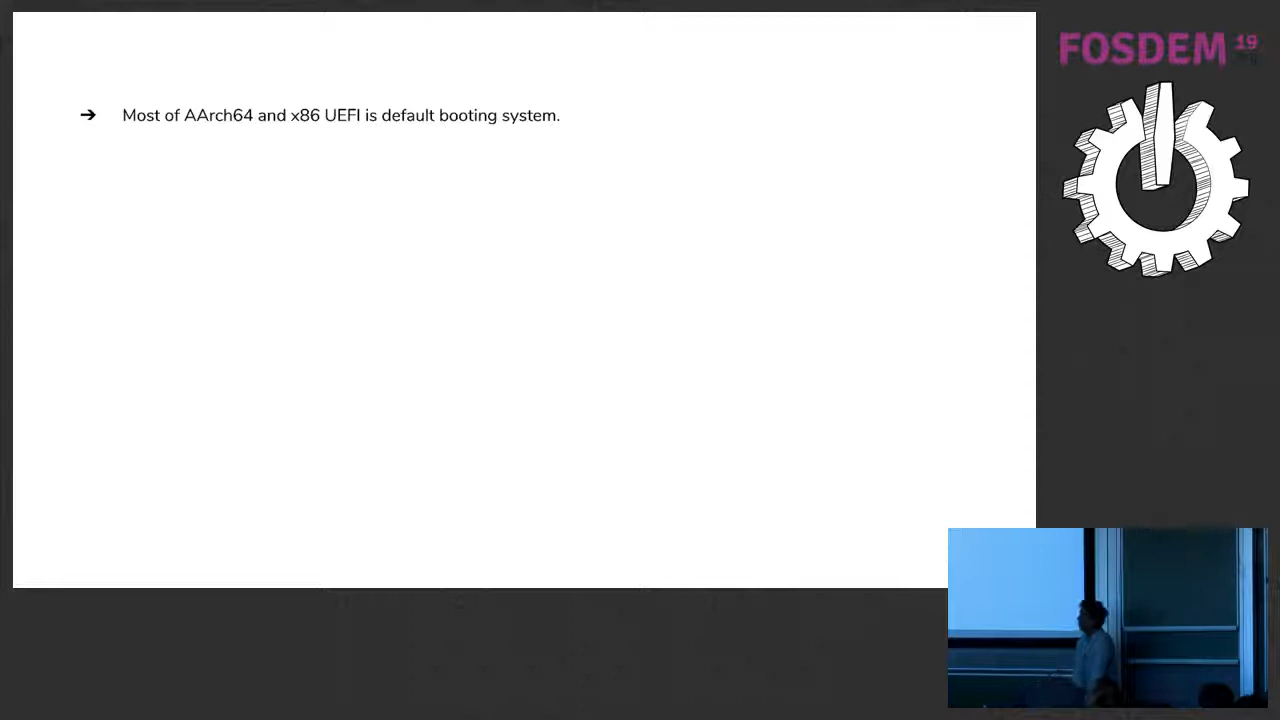 ➔ Most of AArch64 and x86 UEFI is default booting system.
FOSDEM 19